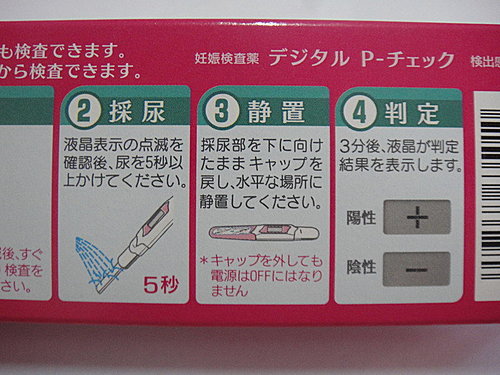 も検査できます。
から検査できます。
妊娠検査薬 デジタル P-チェック 検出感
2 採尿
液晶表示の点滅を
確認後、尿を5秒以
上かけてください。
5秒
3 静置
採尿部を下に向け
たままキャップを
戻し、水平な場所に
静置してください。
*キャップを外しても
電源はOFFにはなり
ません
4 判定
3分後、液晶が判定
結果を表示します。
陽性 +
陰性 −
後、すぐ
検査を
さい。